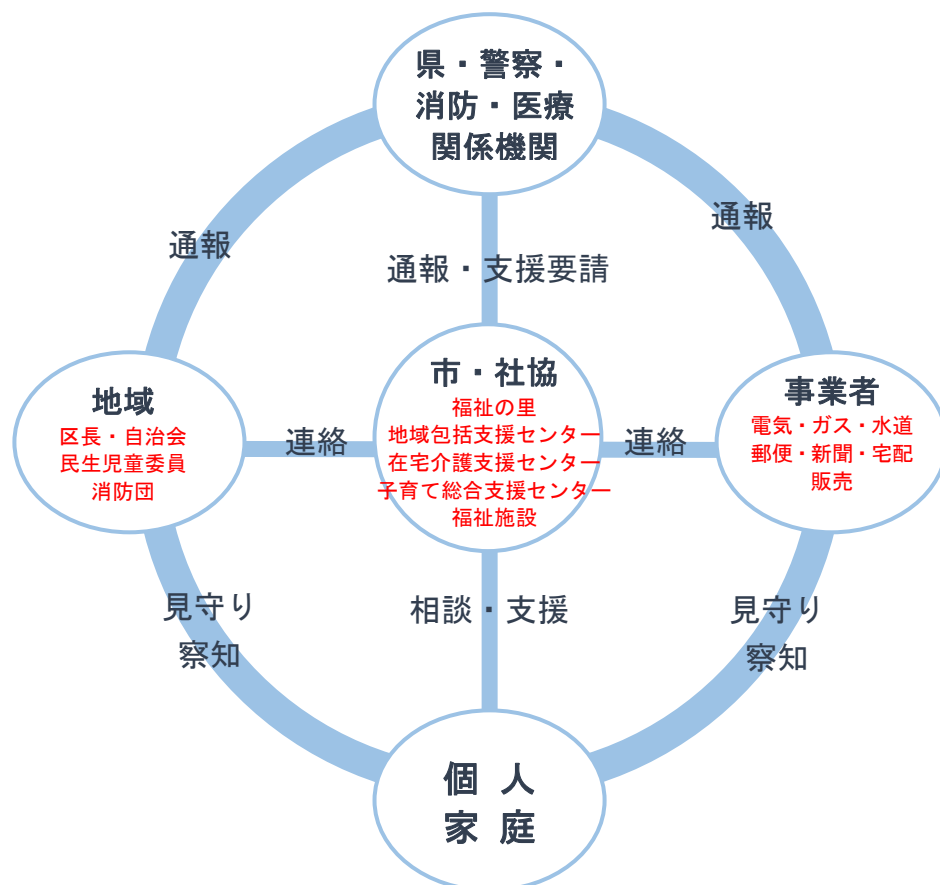 県・警察・
消防・医療
関係機関
通報
通報
通報・支援要請
地域
区長・自治会
民生児童委員
消防団
連絡
市・社協
福祉の里
地域包括支援センター
在宅介護支援センター
子育て総合支援センター
福祉施設
連絡
事業者
電気・ガス・水道
郵便・新聞・宅配
販売
見守り
察知
相談・支援
見守り
察知
個 人
家 庭